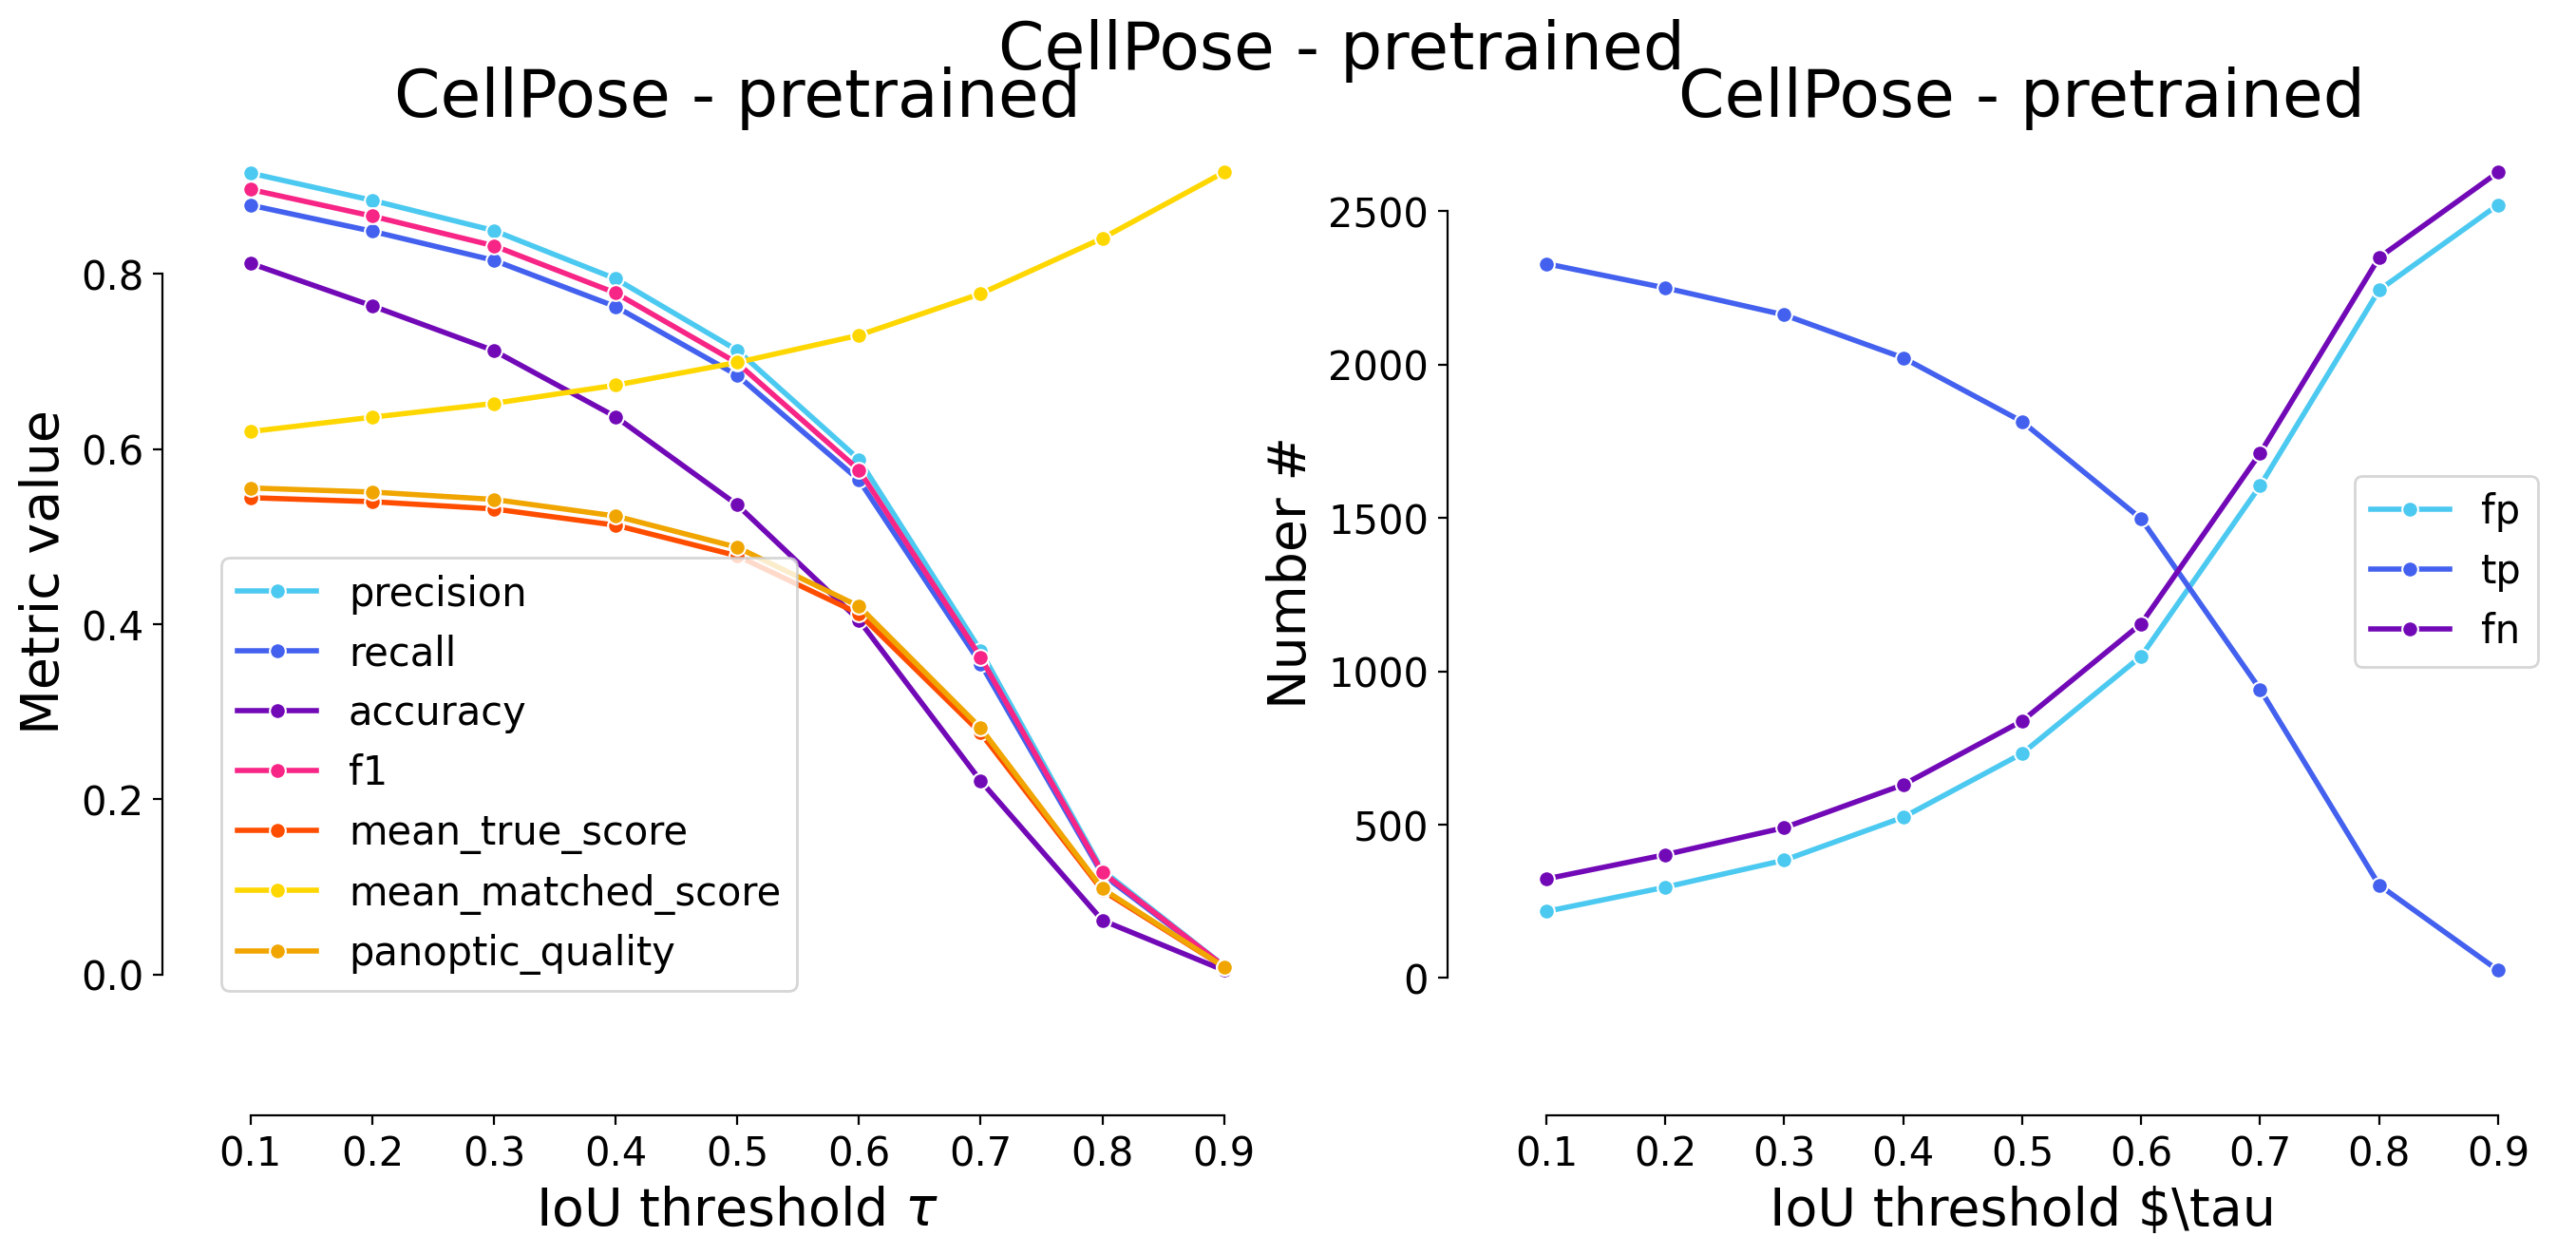 CellPose - pretrained
CellPose - pretrained
CellPose - pretrained
Metric value
0.8
0.6
0.4
0.2
0.0
precision
recall
accuracy
f1
mean_true_score
mean_matched_score
panoptic_quality
0.1 0.2 0.3 0.4 0.5 0.6 0.7 0.8 0.9
IoU threshold τ
Number #
2500
2000
1500
1000
500
0
fp
tp
fn
0.1 0.2 0.3 0.4 0.5 0.6 0.7 0.8 0.9
IoU threshold $\tau